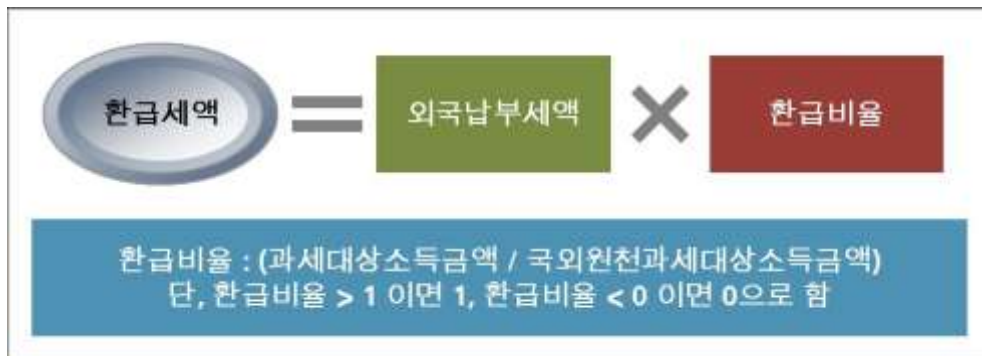 환급세액 = 외국납부세액 × 환급비율
환급비율 : (과세대상소득금액 / 국외원천과세대상소득금액)
단, 환급비율 > 1 이면 1, 환급비율 < 0 이면 0으로 함